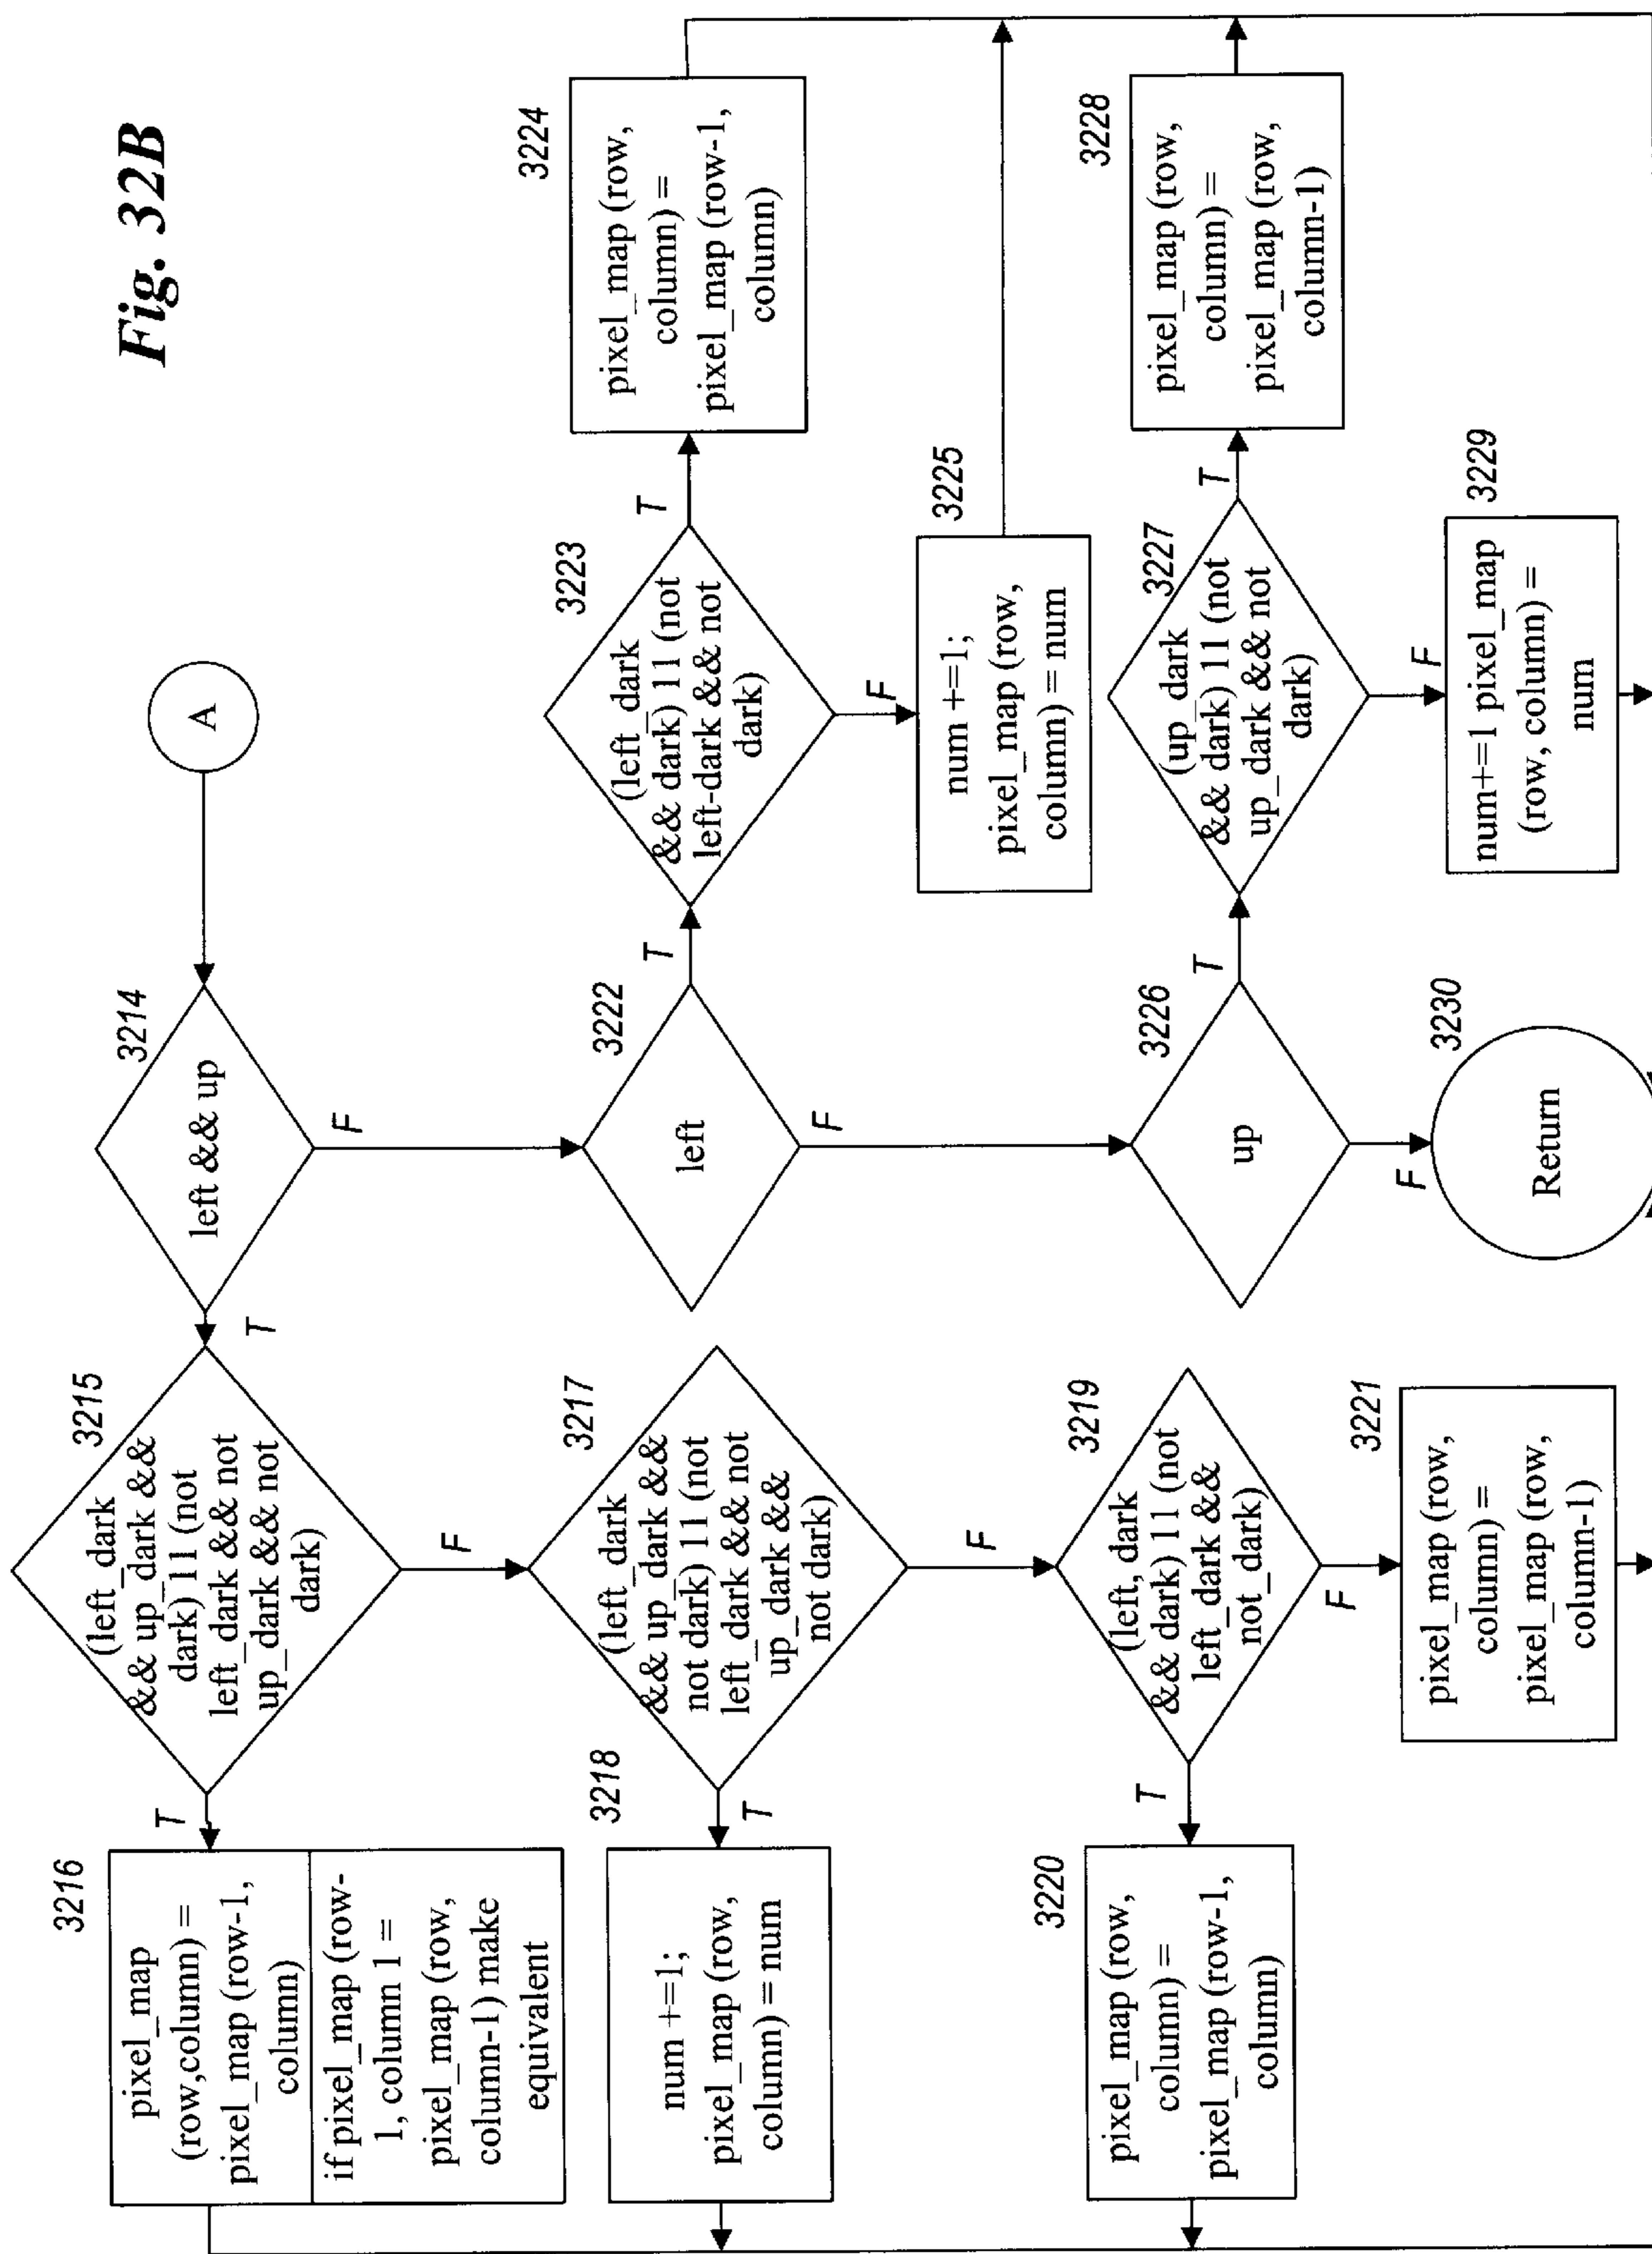 Fig. 32B
A
3214
left && up
T
F
3215
(left_dark
&& up_dark &&
dark) 11 (not
left_dark && not
up_dark && not
dark)
T
F
3216
pixel_map
(row,column) =
pixel_map (row-1,
column)
if pixel_map (row-
1, column 1 =
pixel_map (row,
column-1) make
equivalent
3217
(left_dark
&& up_dark &&
not dark) 11 (not
left_dark && not
up_dark &&
not dark)
T
F
3218
num +=1;
pixel_map (row,
column) = num
3219
(left, dark
&& dark) 11 (not
left_dark &&
not_dark)
T
F
3220
pixel_map (row,
column) =
pixel_map (row-1,
column)
3221
pixel_map (row,
column) =
pixel_map (row,
column-1)
3222
left
T
F
3223
(left_dark
&& dark) 11 (not
left-dark && not
dark)
T
F
3224
pixel_map (row,
column) =
pixel_map (row-1,
column)
3225
num +=1;
pixel_map (row,
column) = num
3226
up
T
F
3227
(up_dark
&& dark) 11 (not
up_dark && not
dark)
T
F
3228
pixel_map (row,
column) =
pixel_map (row,
column-1)
3229
num+=1 pixel_map
(row, column) =
num
3230
Return